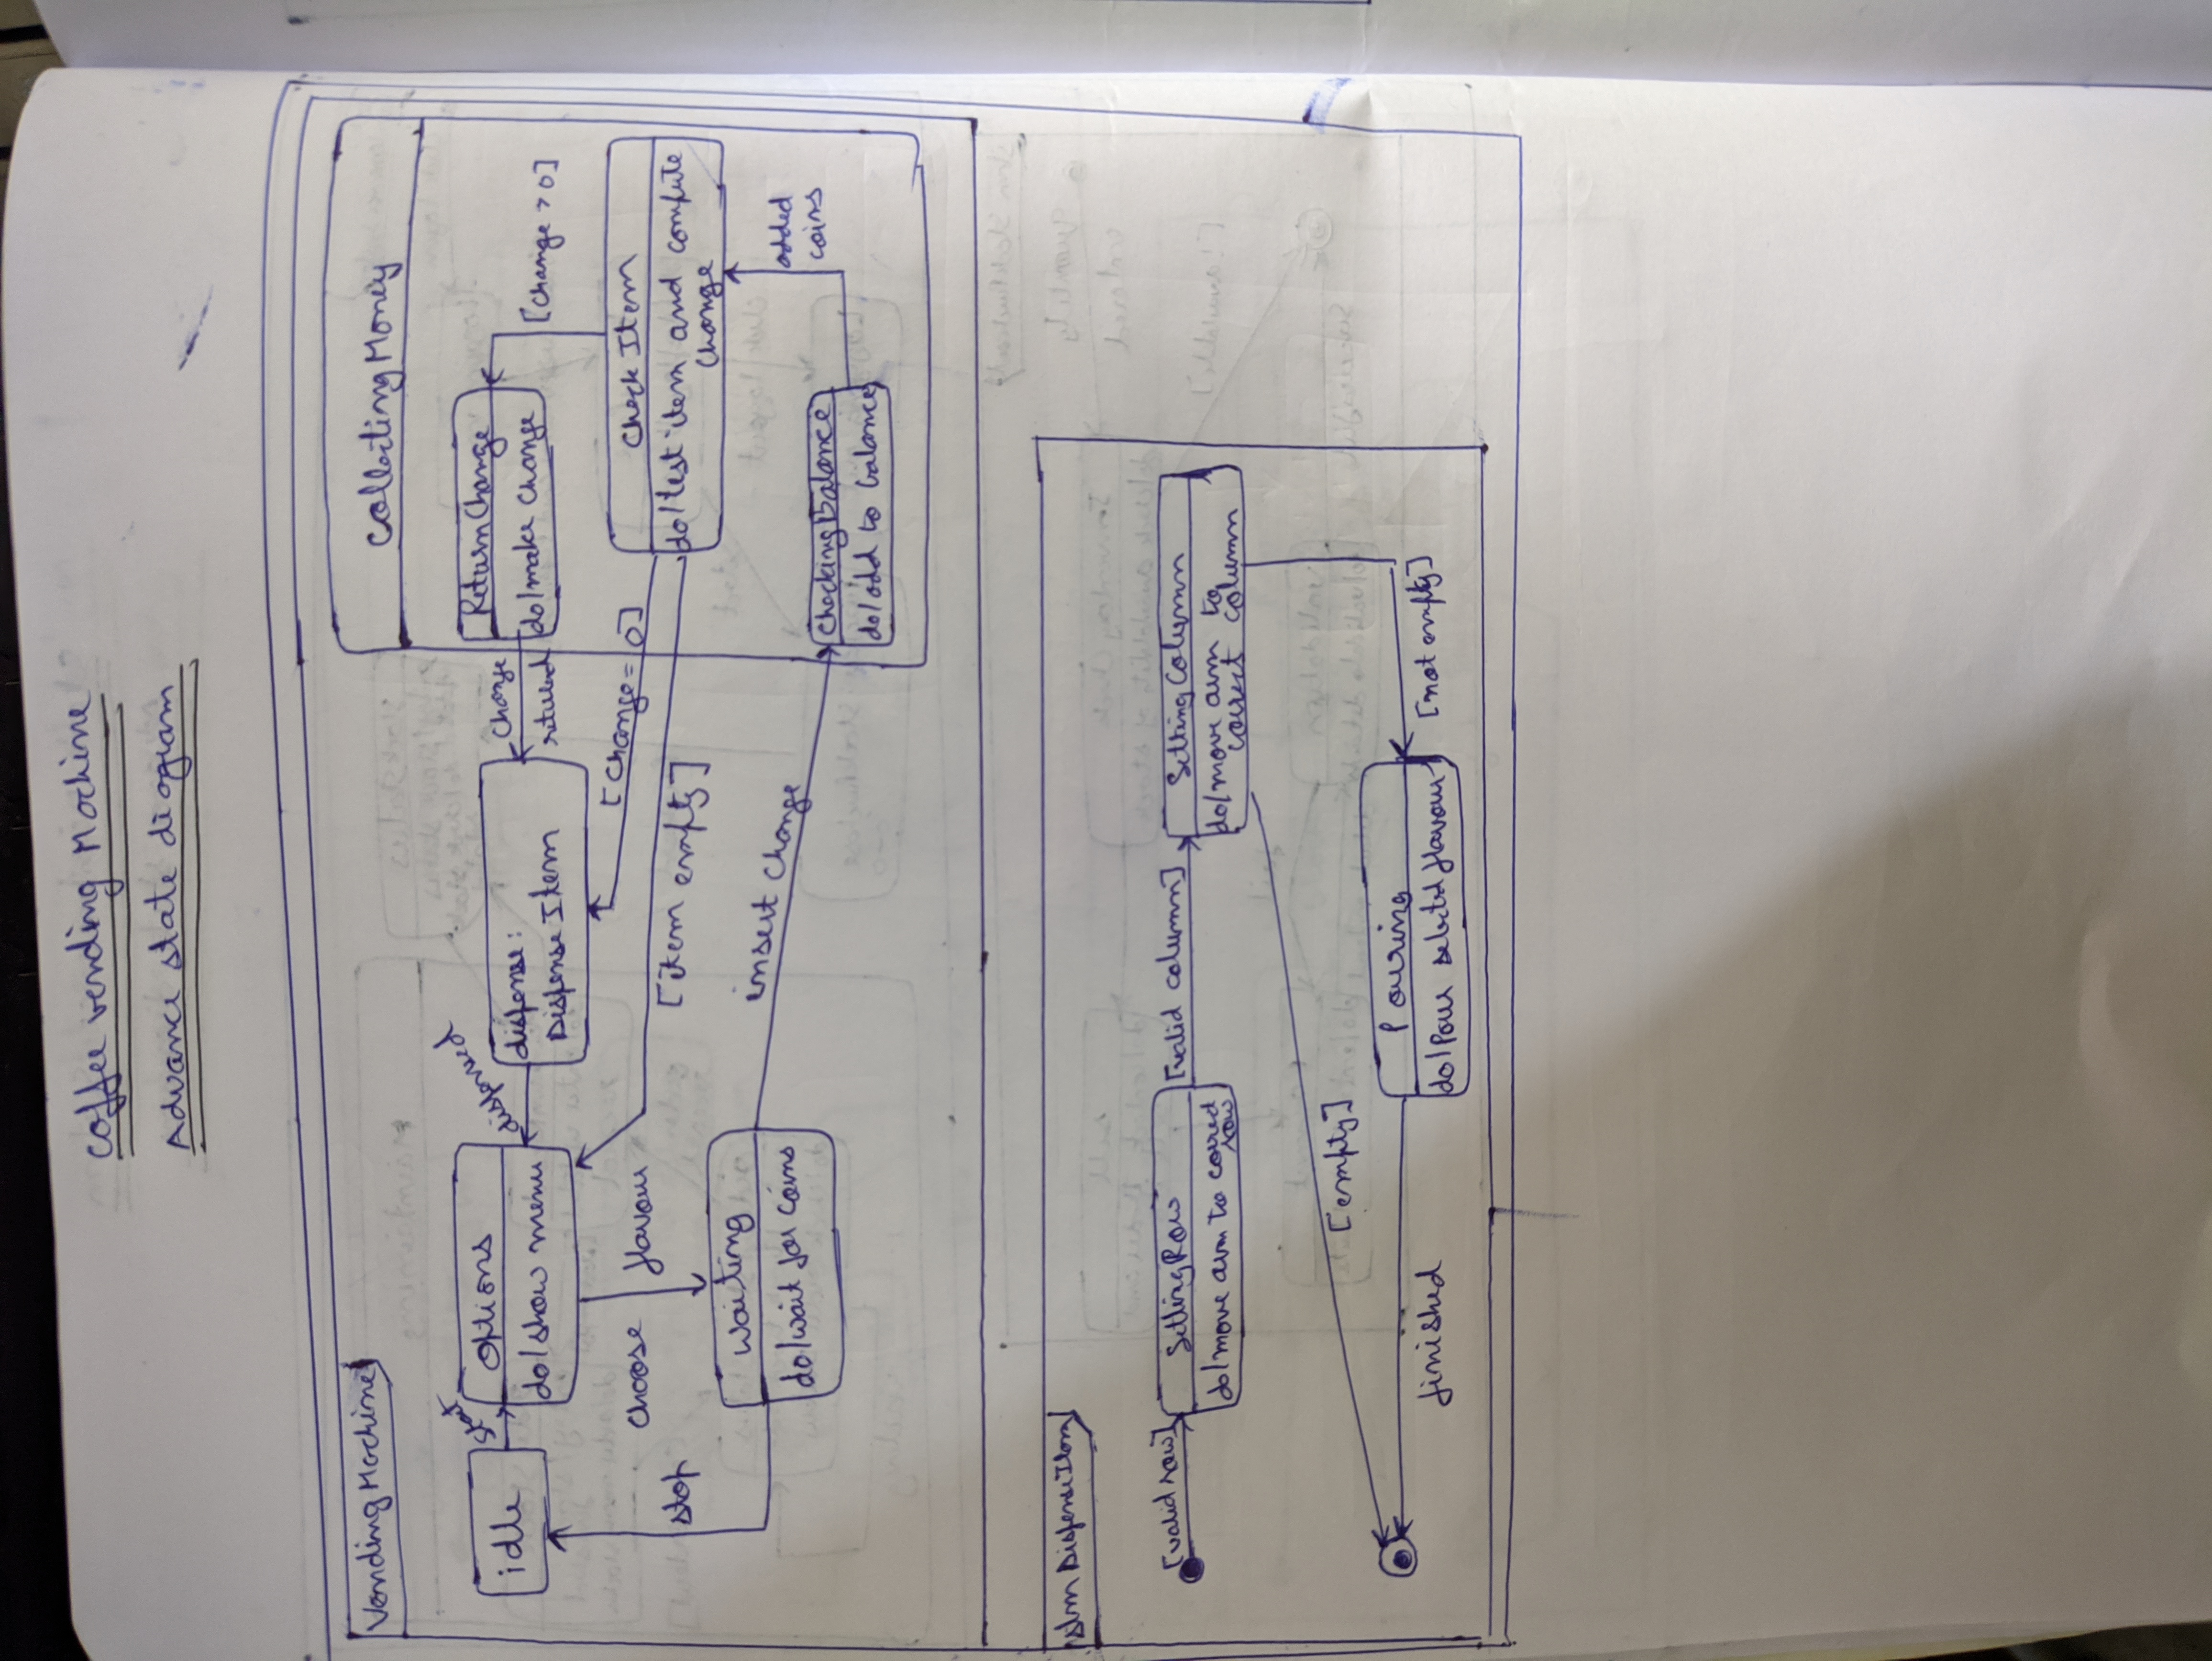 Coffee vending Machine
Advance state diagram
Vending Machine
Collecting Money
idle
start
Options
do/show menu
dispensed
dispense:
Dispense Item
Change
returned
Return Change
do/make change
[change > 0]
choose flavour
stop
[change = 0]
[item empty]
Check Item
do/test item and compute
change
Waiting
do/wait for coins
insert change
added
coins
Checking Balance
do/add to balance
stm Dispense Item
[valid row]
Setting Row
do/move arm to correct
row
[valid column]
Setting Column
do/move arm to
correct column
[empty]
finished
Pouring
do/Pour selected flavour
[not empty]